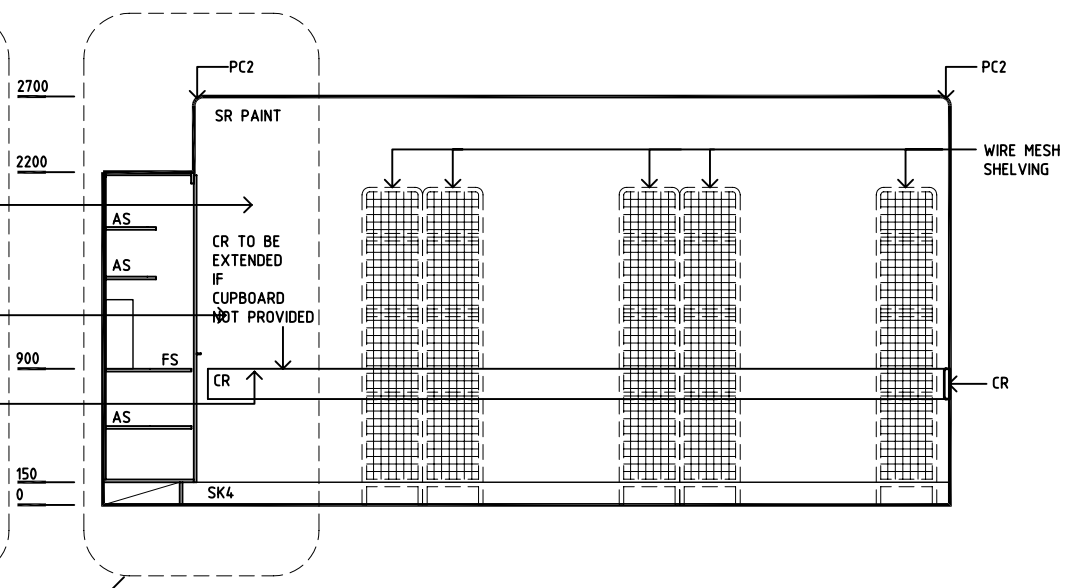 PC2
PC2
2700
SR PAINT
2200
WIRE MESH
SHELVING
AS
CR TO BE
EXTENDED
IF
CUPBOARD
NOT PROVIDED
AS
900
FS
CR
CR
AS
150
0
SK4